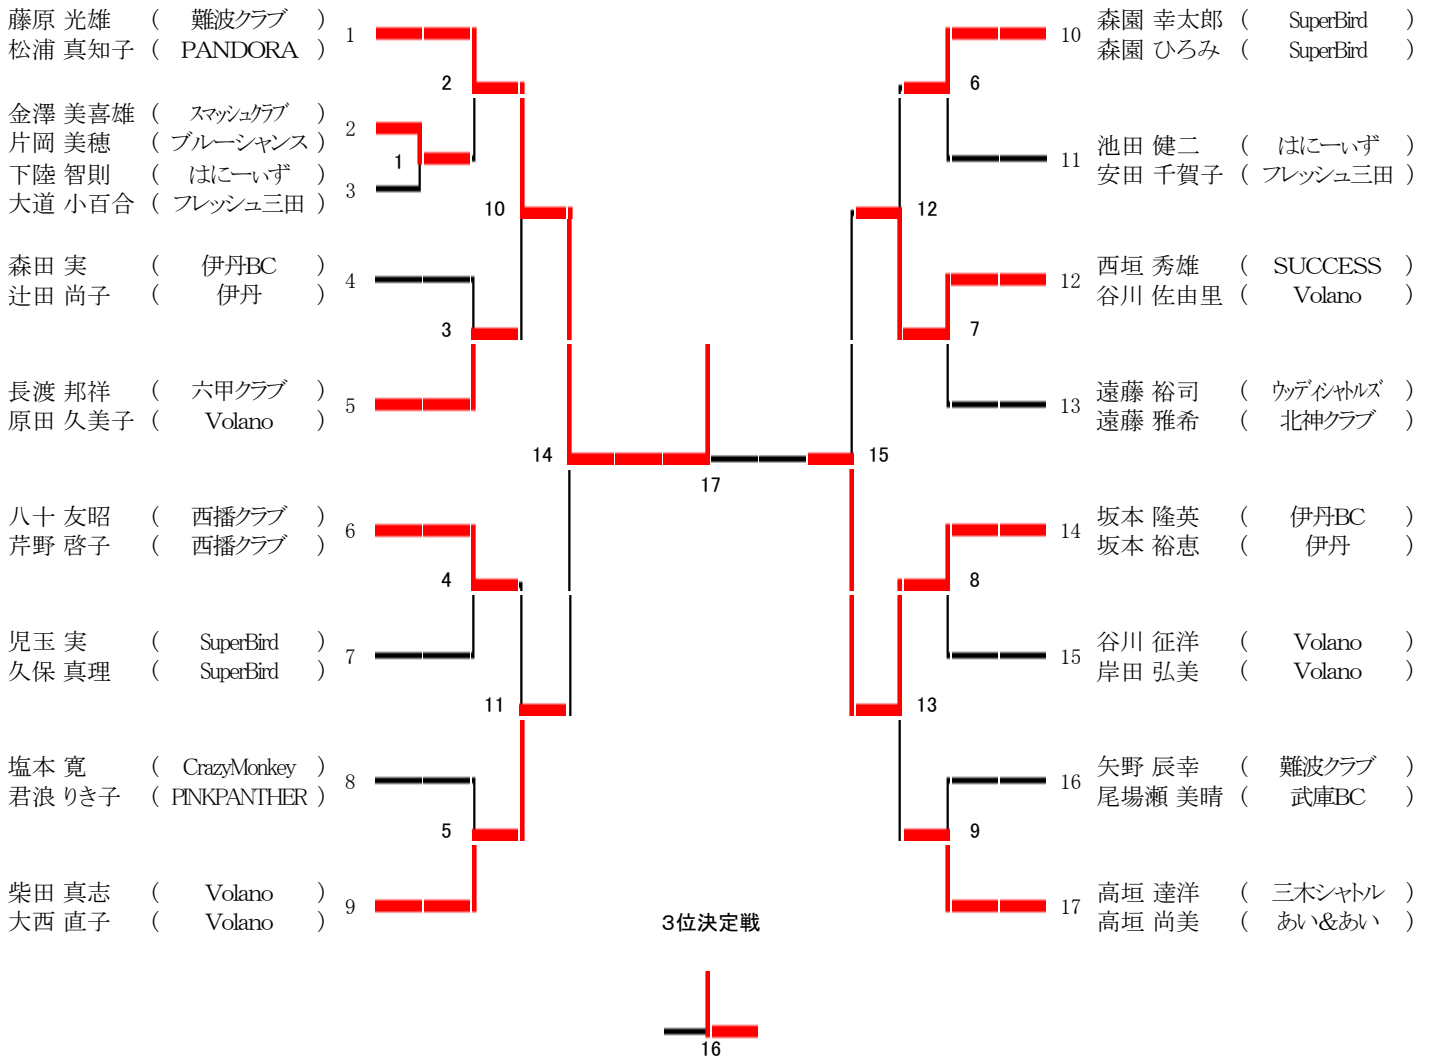 藤原 光雄 ( 難波クラブ ) 1
松浦 真知子 ( PANDORA )
2
金澤 美喜雄 ( スマッシュクラブ ) 2
片岡 美穂 ( ブルーシャンス )
1
下陸 智則 ( はにーいず ) 3
大道 小百合 ( フレッシュ三田 )
10
森田 実 ( 伊丹BC ) 4
辻田 尚子 ( 伊丹 )
3
長渡 邦祥 ( 六甲クラブ ) 5
原田 久美子 ( Volano )
14
八十 友昭 ( 西播クラブ ) 6
芹野 啓子 ( 西播クラブ )
4
児玉 実 ( SuperBird ) 7
久保 真理 ( SuperBird )
11
塩本 寛 ( CrazyMonkey ) 8
君浪 りき子 ( PINKPANTHER )
5
柴田 真志 ( Volano ) 9
大西 直子 ( Volano )
17
10 森園 幸太郎 ( SuperBird )
森園 ひろみ ( SuperBird )
6
11 池田 健二 ( はにーいず )
安田 千賀子 ( フレッシュ三田 )
12
12 西垣 秀雄 ( SUCCESS )
谷川 佐由里 ( Volano )
7
13 遠藤 裕司 ( ウッディシャトルズ )
遠藤 雅希 ( 北神クラブ )
15
14 坂本 隆英 ( 伊丹BC )
坂本 裕恵 ( 伊丹 )
8
15 谷川 征洋 ( Volano )
岸田 弘美 ( Volano )
13
16 矢野 辰幸 ( 難波クラブ )
尾場瀬 美晴 ( 武庫BC )
9
17 高垣 達洋 ( 三木シャトル )
高垣 尚美 ( あい&あい )
3位決定戦
16